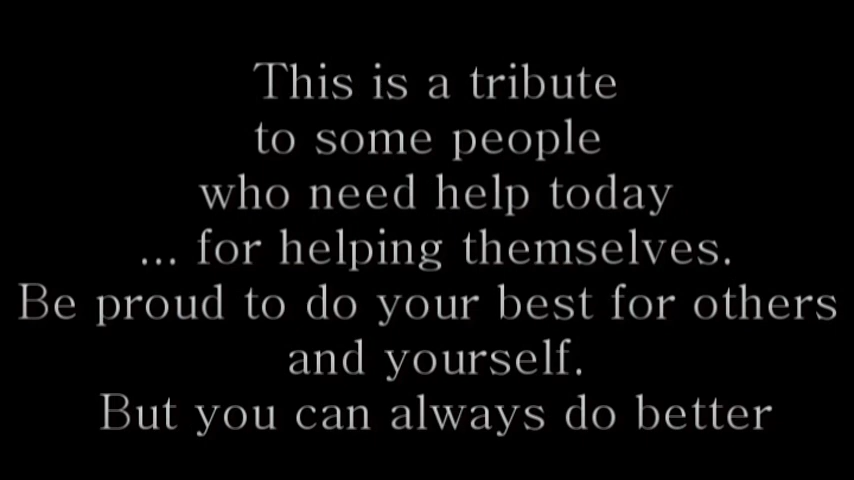 This is a tribute
to some people
who need help today
... for helping themselves.
Be proud to do your best for others
and yourself.
But you can always do better